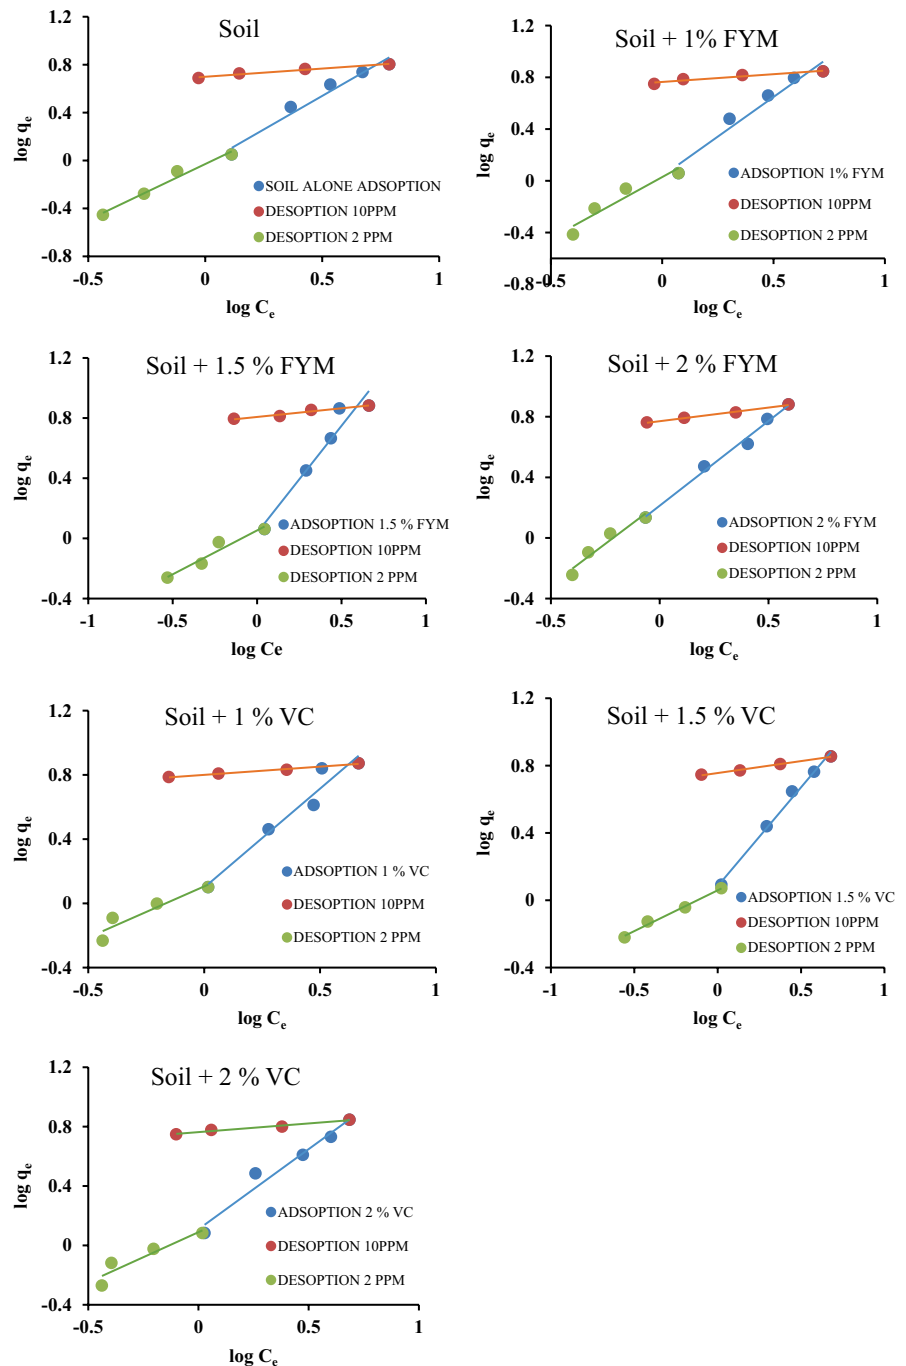 Soil
1.2
0.8
0.4
0
-0.4
-0.8
log qe
SOIL ALONE ADSOPTION
DESOPTION 10PPM
DESOPTION 2 PPM
-0.5
0
0.5
1
log Ce
Soil + 1% FYM
1.2
0.8
0.4
0
-0.4
-0.8
log qe
ADSOPTION 1% FYM
DESOPTION 10PPM
DESOPTION 2 PPM
-0.5
0
0.5
1
log Ce
Soil + 1.5 % FYM
1.2
0.8
0.4
0
-0.4
log qe
ADSOPTION 1.5 % FYM
DESOPTION 10PPM
DESOPTION 2 PPM
-1
-0.5
0
0.5
1
log Ce
Soil + 2 % FYM
1.2
0.8
0.4
0
-0.4
log qe
ADSOPTION 2 % FYM
DESOPTION 10PPM
DESOPTION 2 PPM
-0.5
0
0.5
1
log Ce
Soil + 1 % VC
1.2
0.8
0.4
0
-0.4
log qe
ADSOPTION 1 % VC
DESOPTION 10PPM
DESOPTION 2 PPM
-0.5
0
0.5
1
log Ce
Soil + 1.5 % VC
1.2
0.8
0.4
0
-0.4
log qe
ADSOPTION 1.5 % VC
DESOPTION 10PPM
DESOPTION 2 PPM
-1
-0.5
0
0.5
1
log Ce
Soil + 2 % VC
1.2
0.8
0.4
0
-0.4
log qe
ADSOPTION 2 % VC
DESOPTION 10PPM
DESOPTION 2 PPM
-0.5
0
0.5
1
log Ce